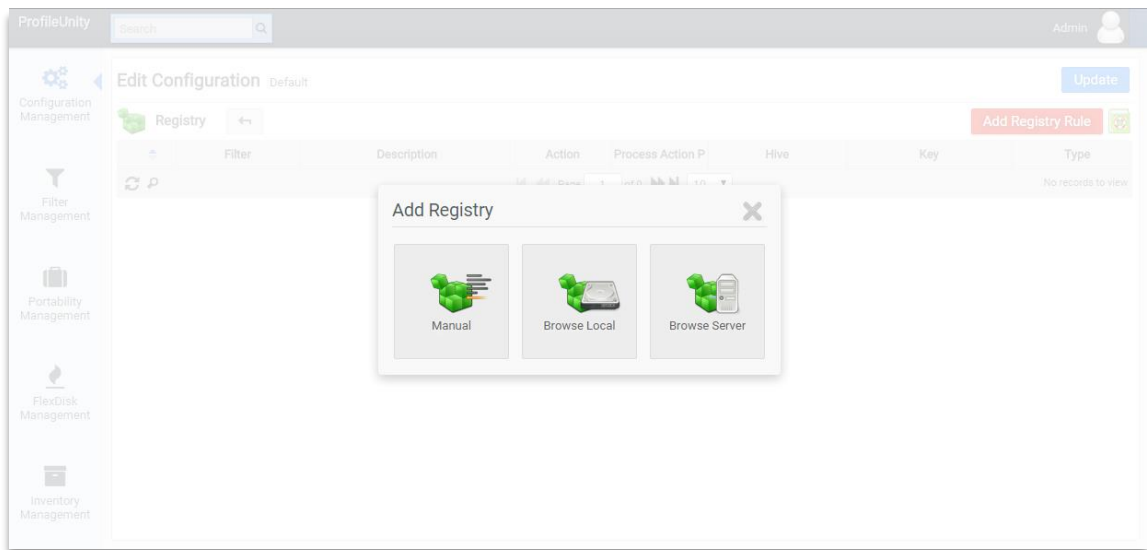 ProfileUnity
Search
Admin
Configuration
Management
Edit Configuration Default
Update
Registry
Add Registry Rule
Filter
Description
Action
Process Action P
Hive
Key
Type
Page 1 of 0
10
No records to view
Filter
Management
Add Registry
Manual
Browse Local
Browse Server
Portability
Management
FlexDisk
Management
Inventory
Management